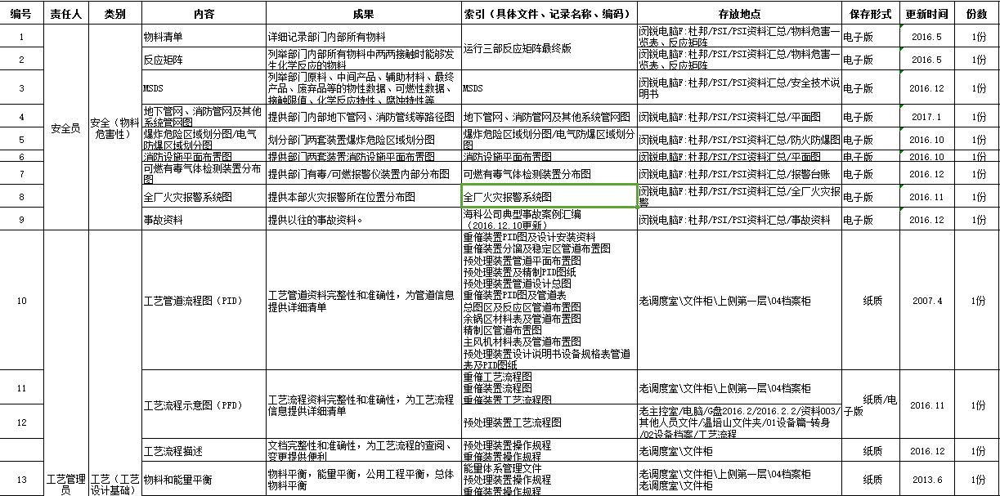 编号 责任人 类别 内容 成果 索引（具体文件、记录名称、编码） 存放地点 保存形式 更新时间 份数
安全员
安全（物料
危害性）
运行三部反应矩阵最终版
1 物料清单 详细记录部门内部所有物料
闵锐电脑F:杜邦/PSI/PSI资料汇总/物料危害一
览表、反应矩阵
电子版 2016.5 1份
2 反应矩阵
列举部门内部所有物料中两两接触时能够发
生化学反应的物料
闵锐电脑F:杜邦/PSI/PSI资料汇总/物料危害一
览表、反应矩阵
电子版 2016.5 1份
3 MSDS
列举部门原料、中间产品、辅助材料、最终
产品、废弃品等的物性数据、可燃性数据、
接触限值、化学反应特性、腐蚀特性等
MSDS
闵锐电脑F:杜邦/PSI/PSI资料汇总/安全技术说
明书
电子版 2016.12 1份
4
地下管网、消防管网及其他
系统管网图
提供部门内部地下管网、消防管线等路径图 地下管网、消防管网及其他系统管网图 闵锐电脑F:杜邦/PSI/PSI资料汇总/平面图 电子版 2017.1 1份
5
爆炸危险区域划分图/电气
防爆区域划分图
划分部门两套装置爆炸危险区域划分图
爆炸危险区域划分图/电气防爆区域划分
图
闵锐电脑F:杜邦/PSI/PSI资料汇总/防火防爆图 电子版 2016.10 1份
6 消防设施平面布置图 提供部门两套装置消防设施平面布置图 消防设施平面布置图 闵锐电脑F:杜邦/PSI/PSI资料汇总/平面图 电子版 2016.10 1份
7
可燃有毒气体检测装置分布
图
提供部门有毒/可燃报警仪装置内部分布图 可燃有毒气体检测装置分布图 闵锐电脑F:杜邦/PSI/PSI资料汇总/报警台账 电子版 2016.12 1份
8 全厂火灾报警系统图 提供本部火灾报警所在位置分布图 全厂火灾报警系统图
闵锐电脑F:杜邦/PSI/PSI资料汇总/全厂火灾报
警
电子版 2016.11 1份
9 事故资料 提供以往的事故资料。
海科公司典型事故案例汇编
（2016.12.10更新）
闵锐电脑F:杜邦/PSI/PSI资料汇总/事故资料 电子版 2016.12 1份
10 工艺管道流程图（PID）
工艺管道资料完整性和准确性，为管道信息
提供详细清单
重催装置PID图及设计安装资料
重催装置分馏及稳定区管道布置图
预处理装置管道平面布置图
预处理装置及精制PID图纸
预处理装置管道设计总图
重催装置PID图及管道表
总图区及反应区管道布置图
余锅区材料表及管道布置图
精制区管道布置图
主风机材料表及管道布置图
预处理装置设计说明书设备规格表管道
表及PID图纸
老调度室\文件柜\上侧第一层\04档案柜 纸质 2007.4 1份
11
工艺流程示意图（PFD）
工艺流程资料完整性和准确性，为工艺流程
信息提供详细清单
重催工艺流程图
重催装置流程图
重催装置工艺流程图
老调度室\文件柜\上侧第一层\04档案柜
纸质/电
子版
2016.11 1份
12 预处理装置工艺流程图
老主控室/电脑/G盘2016.2/2016.2.2/资料003/
其他人员文件/温培山文件夹/01设备篇-转身
/02设备档案/工艺流程
工艺流程描述
文档完整性和准确性，为工艺流程的查阅、
变更提供便利
预处理装置操作规程
重催装置操作规程
老调度室\文件柜 纸质 2016.12 1份
13
工艺管理
员
工艺（工艺
设计基础）
物料和能量平衡
物料平衡，能量平衡，公用工程平衡，总体
物料平衡
能量体系管理文件
预处理装置操作规程
重催装置操作规程
老调度室\文件柜\上侧第一层\04档案柜
老调度室\文件柜
纸质 2013.6 1份